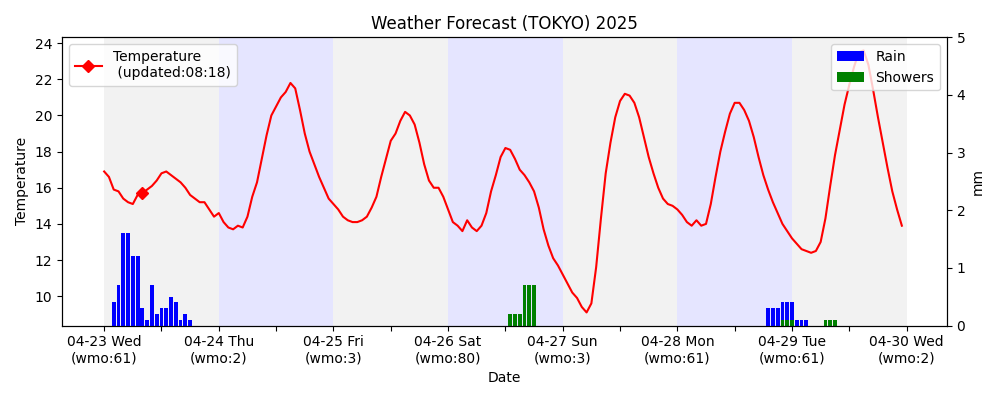 Weather Forecast (TOKYO) 2025
Temperature
(updated:08:18)
Rain
Showers
24
22
20
18
16
14
12
10
Temperature
5
4
3
2
1
0
mm
04-23 Wed
(wmo:61)
04-24 Thu
(wmo:2)
04-25 Fri
(wmo:3)
04-26 Sat
(wmo:80)
04-27 Sun
(wmo:3)
04-28 Mon
(wmo:61)
04-29 Tue
(wmo:61)
04-30 Wed
(wmo:2)
Date